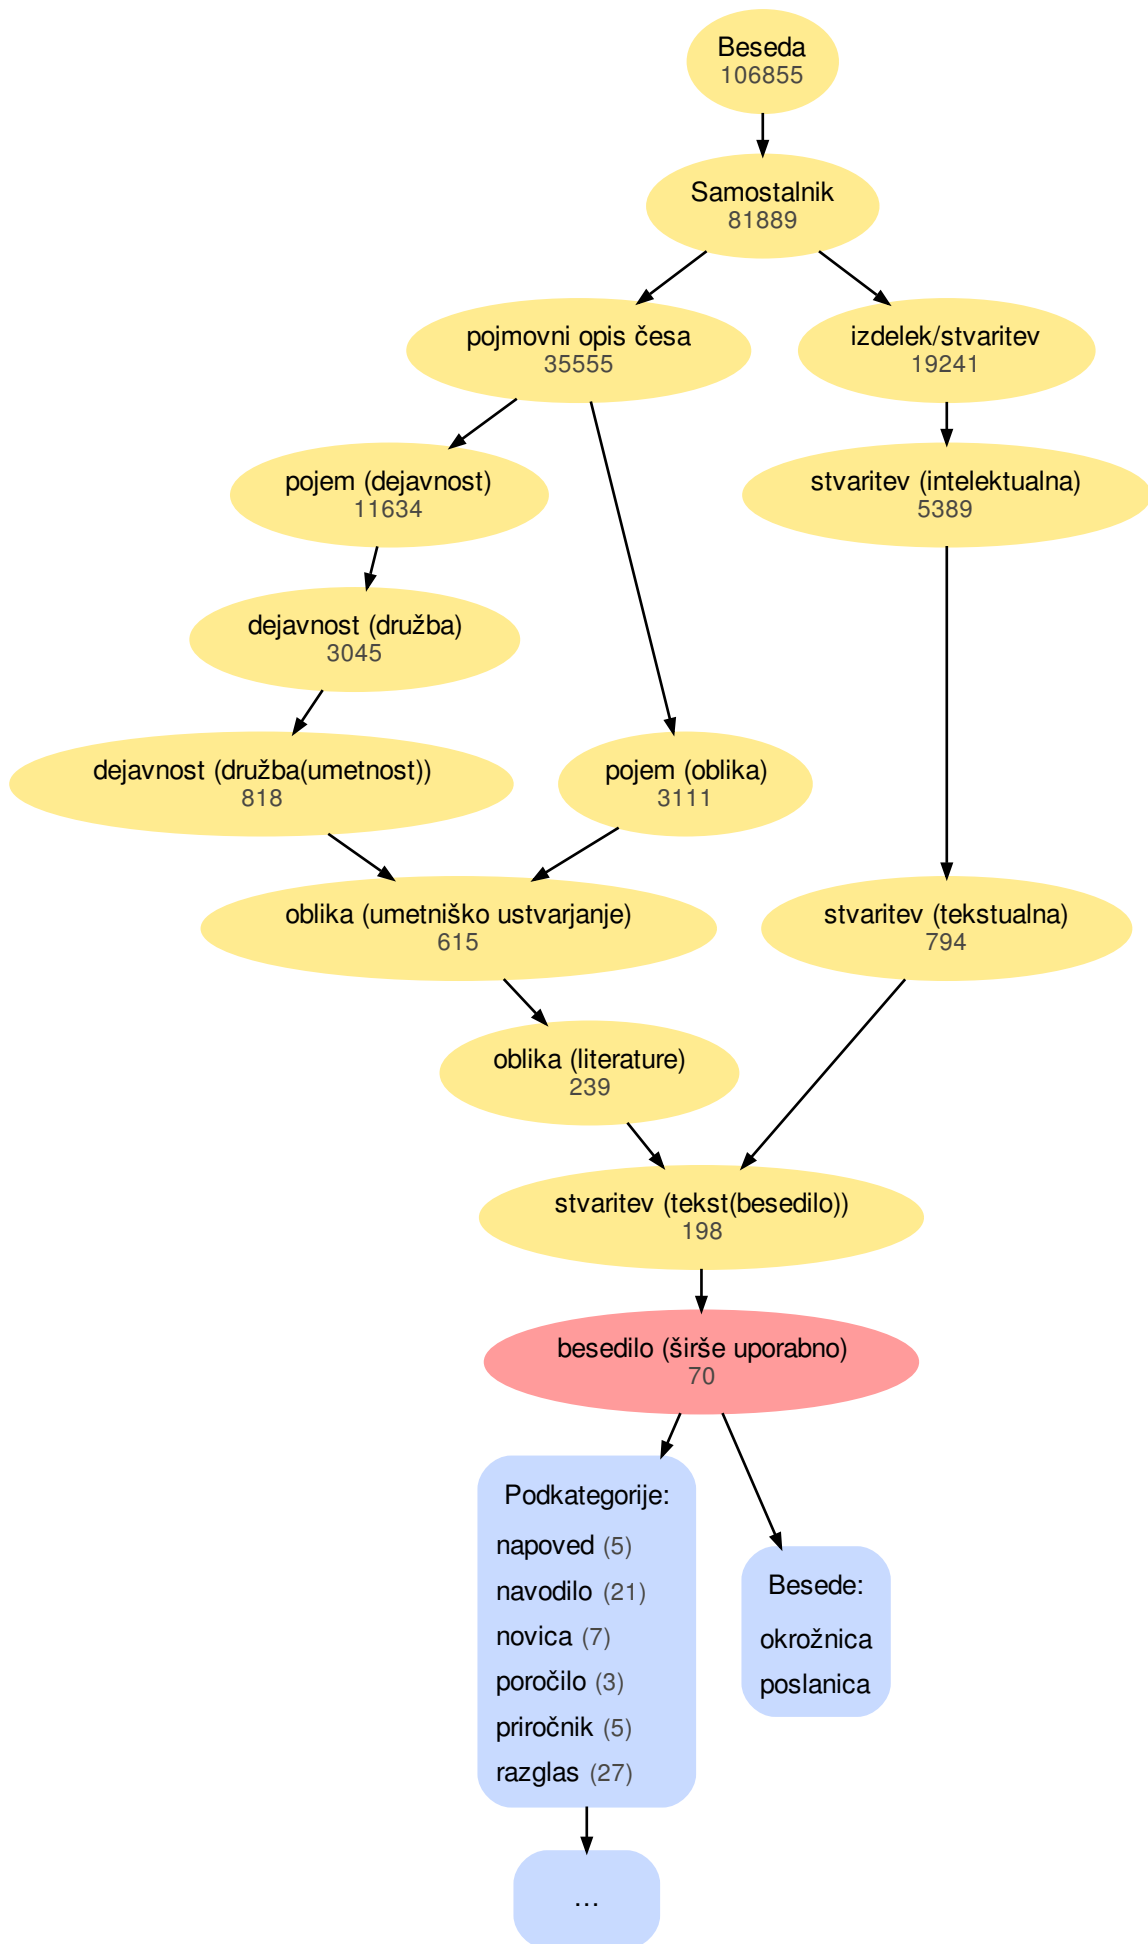 Beseda
106855
Samostalnik
81889
pojmovni opis česa
35555
izdelek/stvaritev
19241
pojem (dejavnost)
11634
stvaritev (intelektualna)
5389
dejavnost (družba)
3045
dejavnost (družba(umetnost))
818
pojem (oblika)
3111
oblika (umetniško ustvarjanje)
615
stvaritev (tekstualna)
794
oblika (literature)
239
stvaritev (tekst(besedilo))
198
besedilo (širše uporabno)
70
Podkategorije:
napoved (5)
navodilo (21)
novica (7)
poročilo (3)
priročnik (5)
razglas (27)
Besede:
okrožnica
poslanica
...